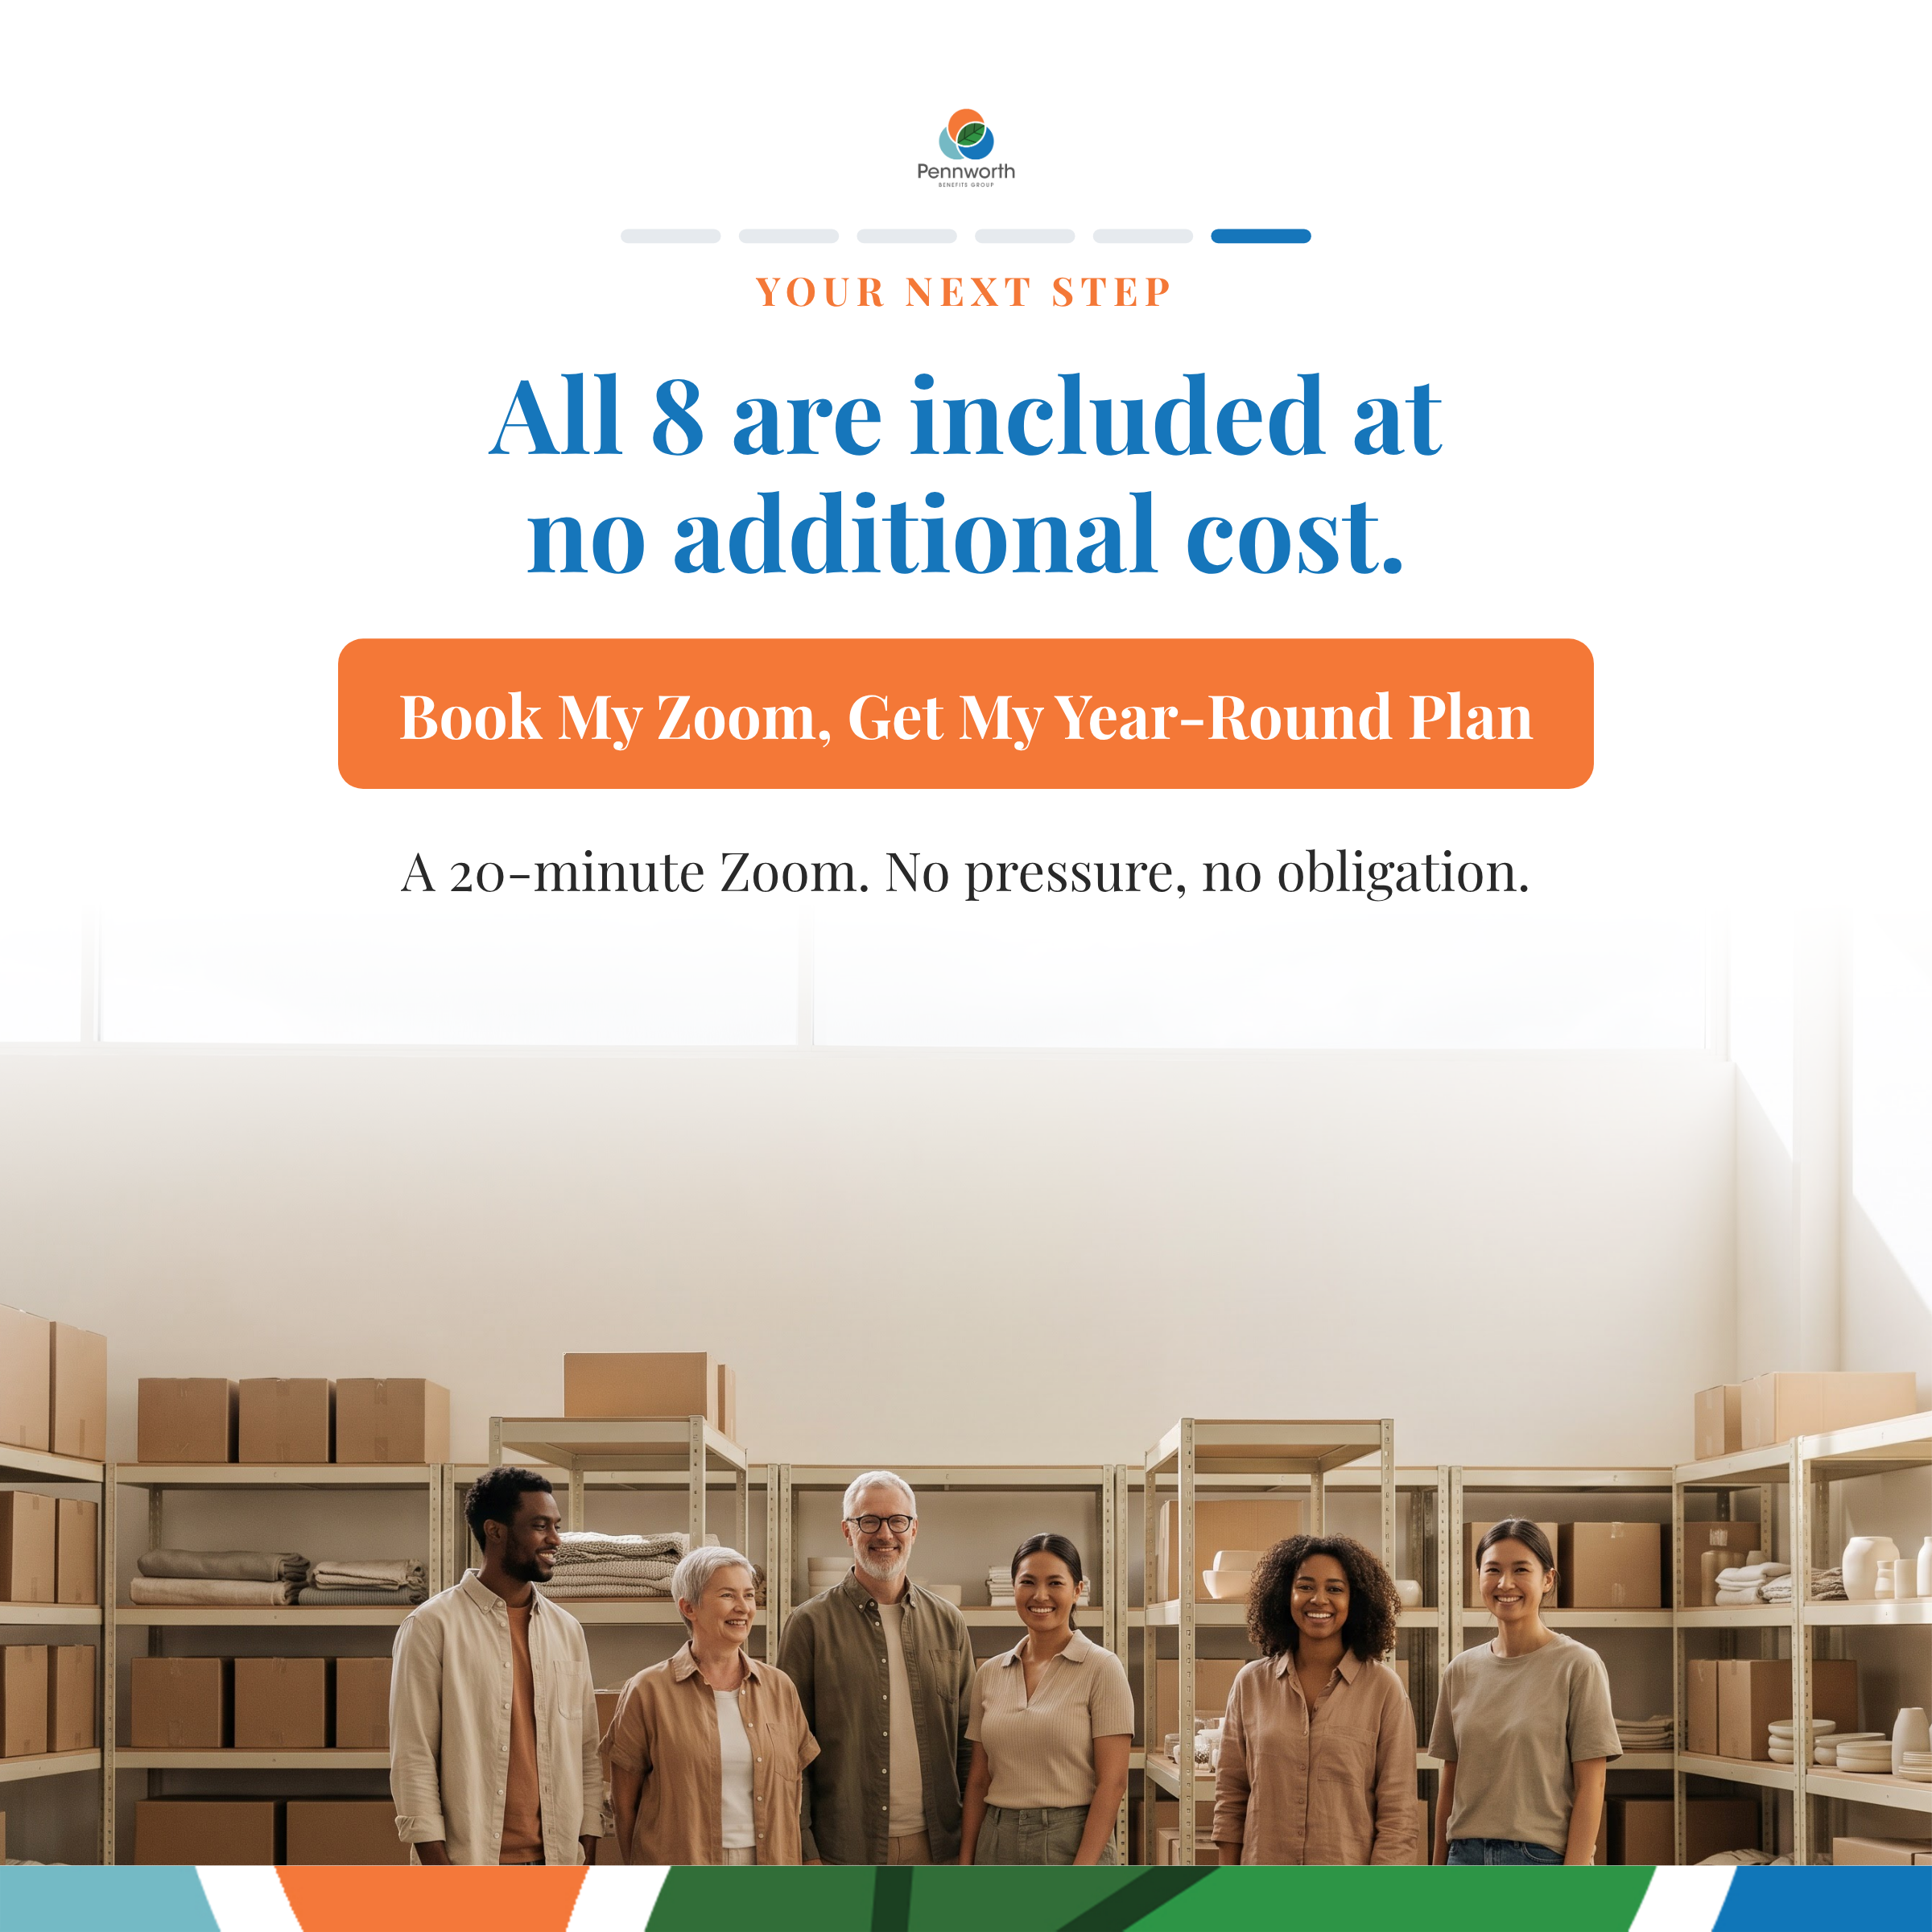 Pennworth
BENEFITS GROUP
YOUR NEXT STEP
All 8 are included at
no additional cost.
Book My Zoom, Get My Year-Round Plan
A 20-minute Zoom. No pressure, no obligation.